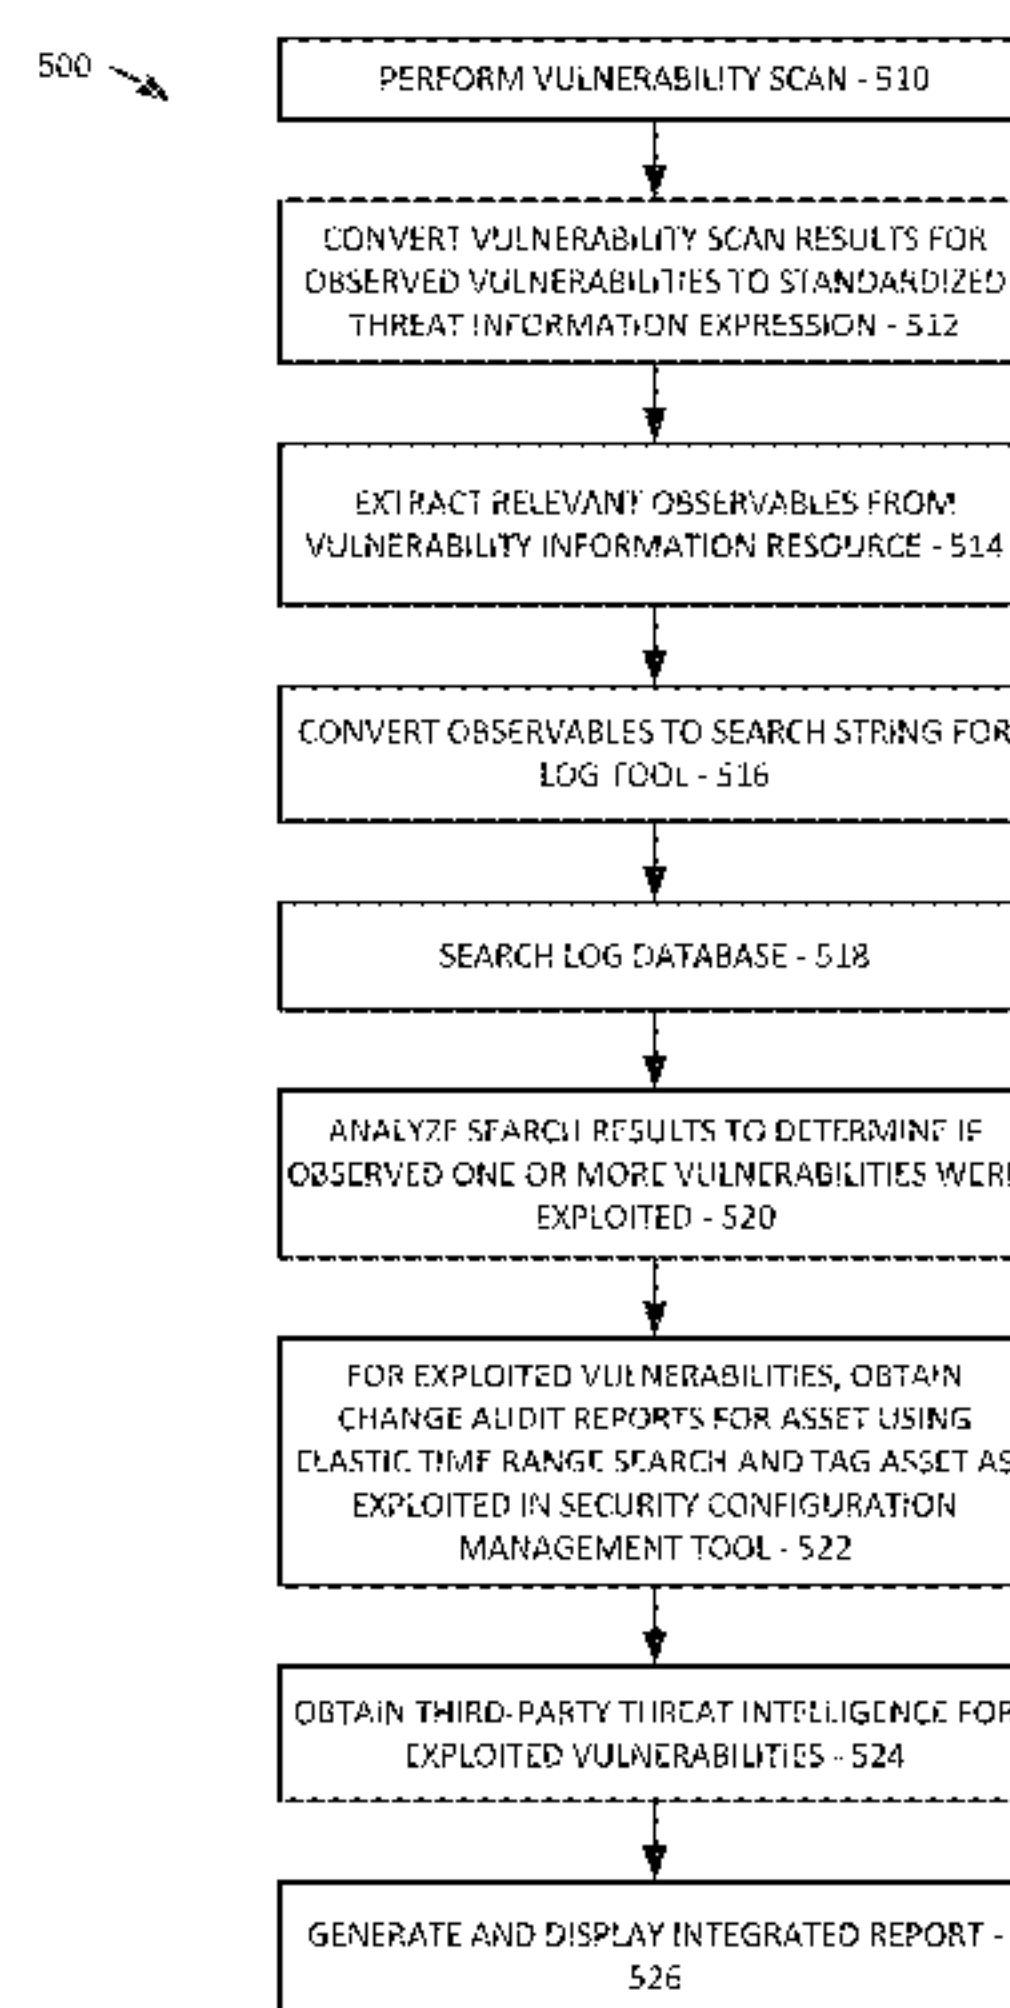 500
PERFORM VULNERABILITY SCAN - 510
CONVERT VULNERABILITY SCAN RESULTS FOR
OBSERVED VULNERABILITIES TO STANDARDIZED
THREAT INFORMATION EXPRESSION - 512
EXTRACT RELEVANT OBSERVABLES FROM
VULNERABILITY INFORMATION RESOURCE - 514
CONVERT OBSERVABLES TO SEARCH STRING FOR
LOG TOOL - 516
SEARCH LOG DATABASE - 518
ANALYZE SEARCH RESULTS TO DETERMINE IF
OBSERVED ONE OR MORE VULNERABILITIES WERE
EXPLOITED - 520
FOR EXPLOITED VULNERABILITIES, OBTAIN
CHANGE AUDIT REPORTS FOR ASSET USING
ELASTIC TIME RANGE SEARCH AND TAG ASSET AS
EXPLOITED IN SECURITY CONFIGURATION
MANAGEMENT TOOL - 522
OBTAIN THIRD-PARTY THREAT INTELLIGENCE FOR
EXPLOITED VULNERABILITIES - 524
GENERATE AND DISPLAY INTEGRATED REPORT -
526